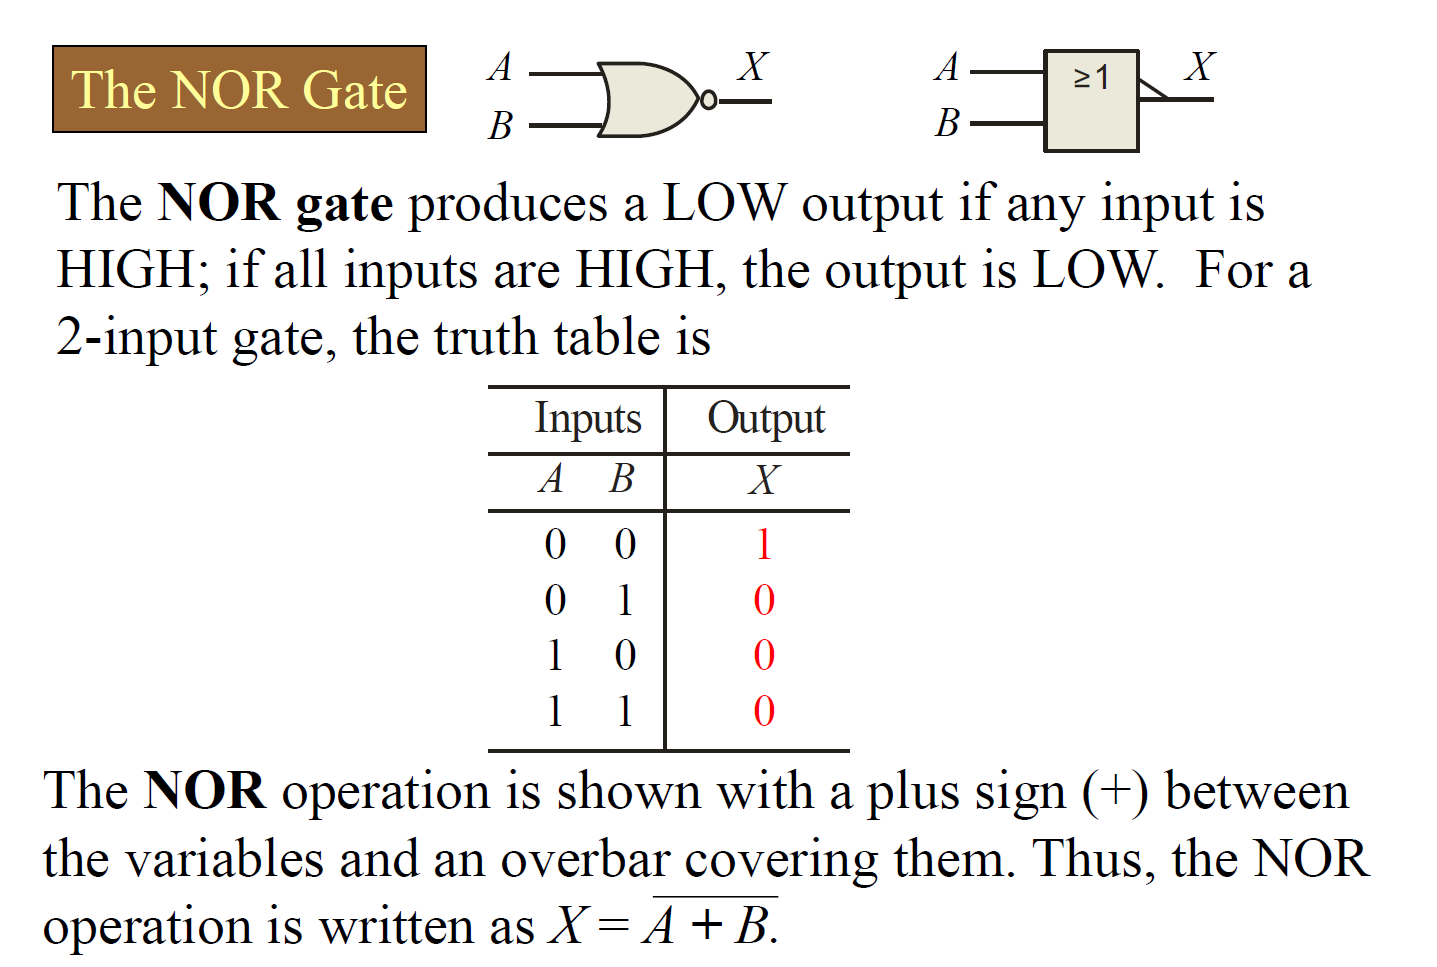 The NOR Gate
A
B
X
A
B
≥1
X
The NOR gate produces a LOW output if any input is
HIGH; if all inputs are HIGH, the output is LOW. For a
2-input gate, the truth table is
Inputs Output
A B X
0 0 1
0 1 0
1 0 0
1 1 0
The NOR operation is shown with a plus sign (+) between
the variables and an overbar covering them. Thus, the NOR
operation is written as X = A̅ ̅+̅ ̅B̅.